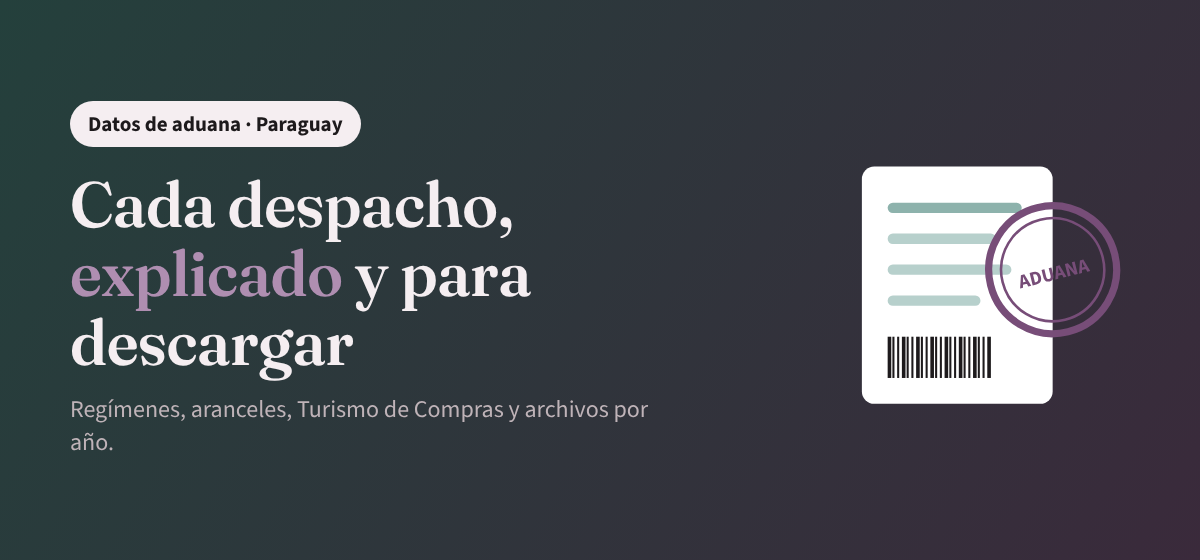 Datos de aduana · Paraguay
Cada despacho,
explicado y para
descargar
Regímenes, aranceles, Turismo de Compras y archivos por
año.
ADUANA